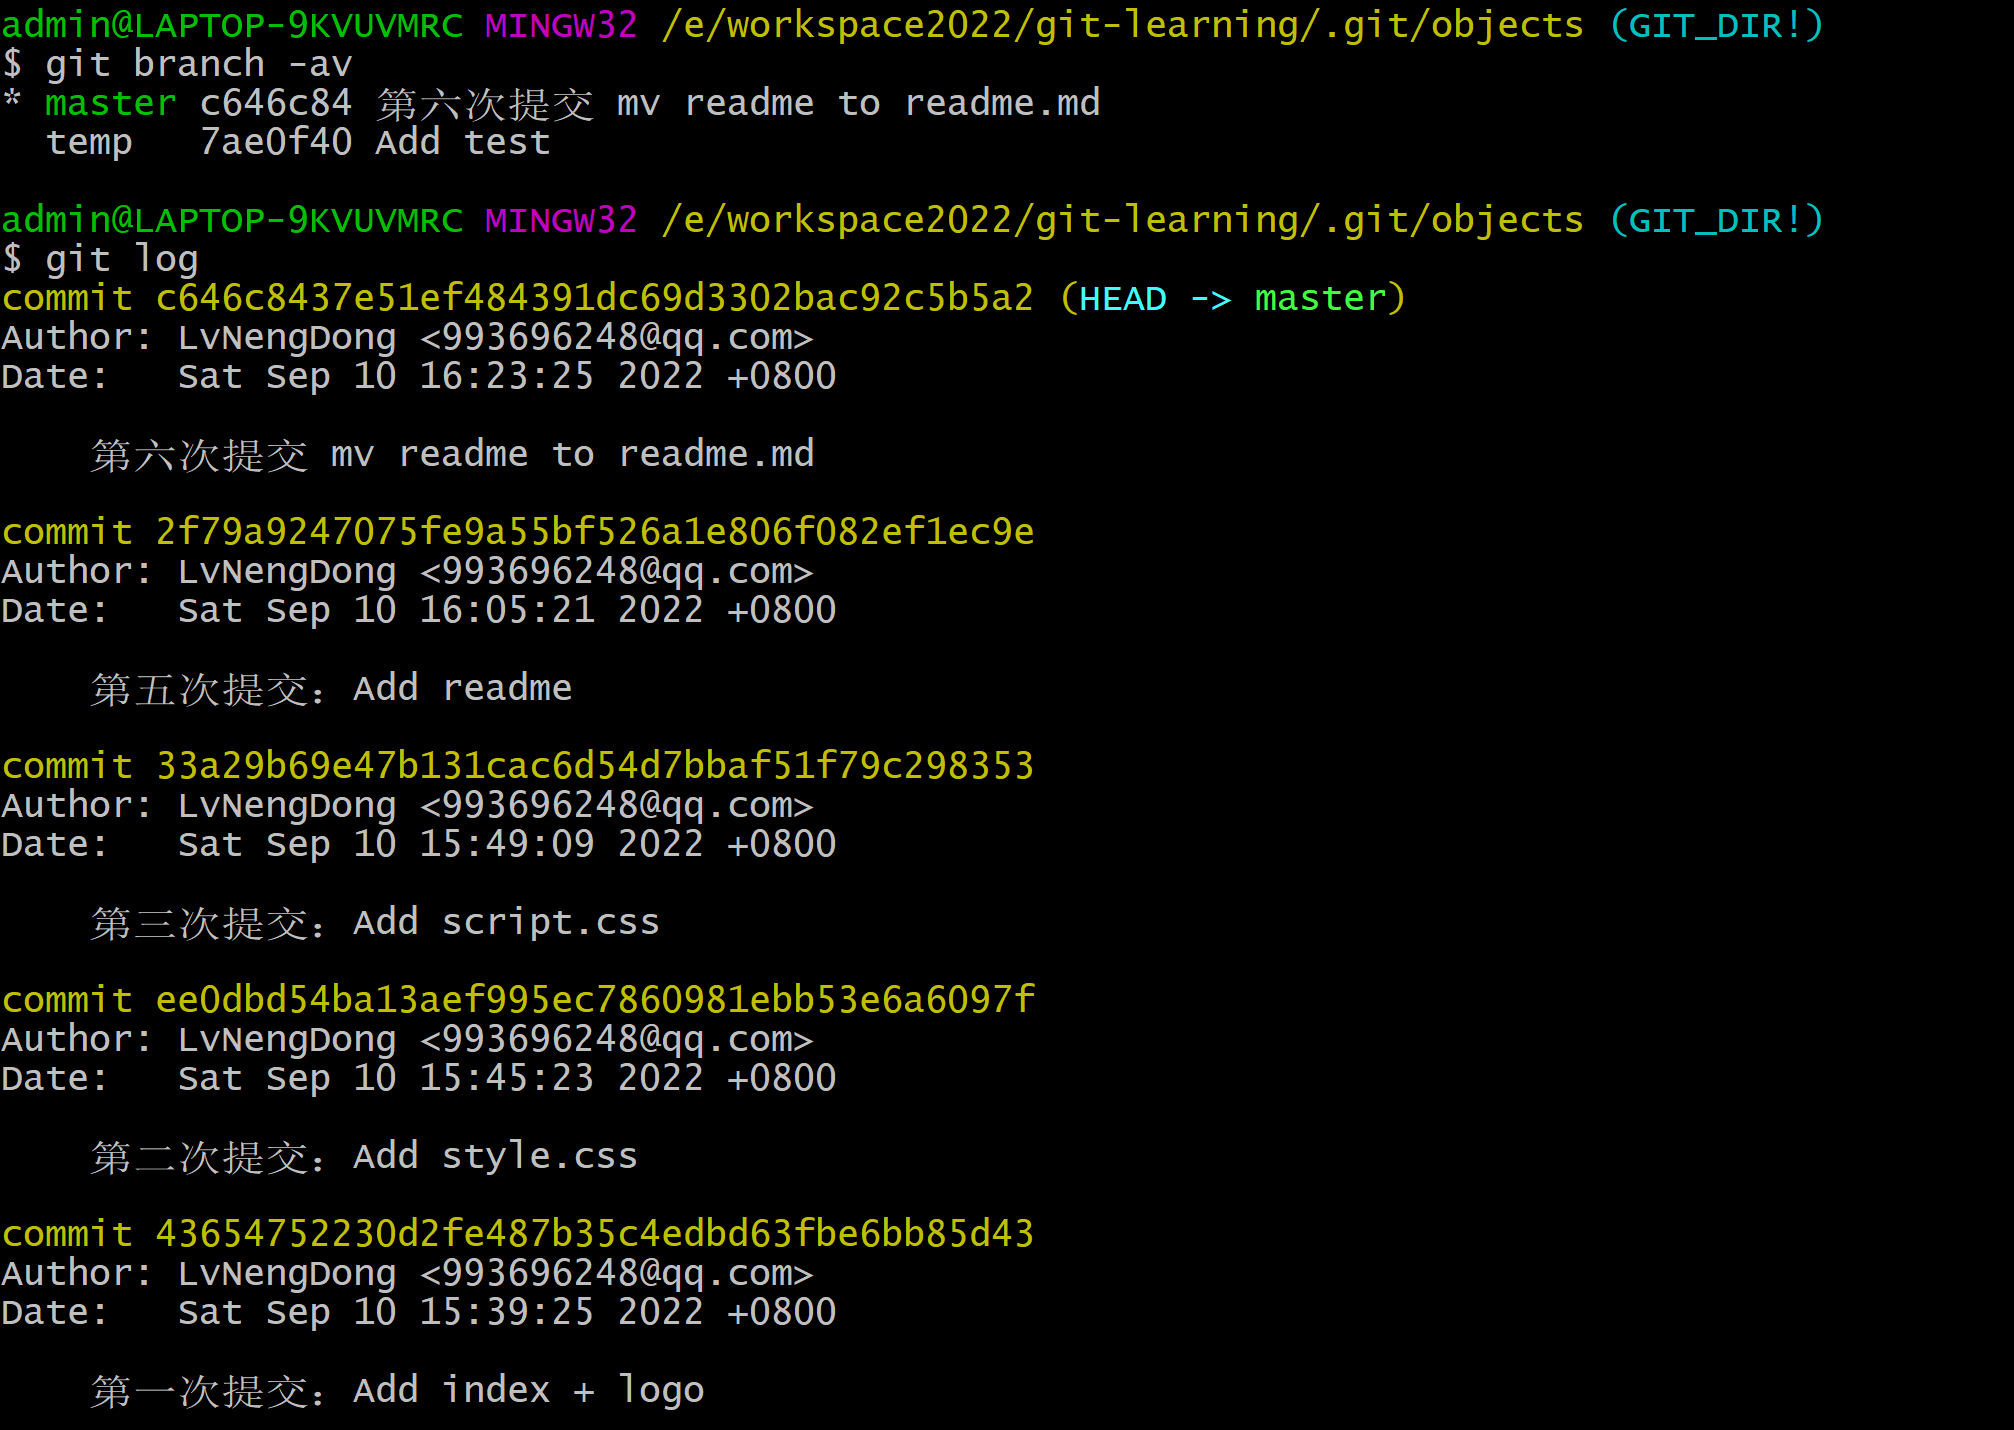 admin@LAPTOP-9KVUVMRC MINGW32 /e/workspace2022/git-learning/.git/objects (GIT_DIR!)
$ git branch -av
* master c646c84 第六次提交 mv readme to readme.md
  temp   7ae0f40 Add test
admin@LAPTOP-9KVUVMRC MINGW32 /e/workspace2022/git-learning/.git/objects (GIT_DIR!)
$ git log
commit c646c8437e51ef484391dc69d3302bac92c5b5a2 (HEAD -> master)
Author: LvNengDong <993696248@qq.com>
Date:   Sat Sep 10 16:23:25 2022 +0800
    第六次提交 mv readme to readme.md
commit 2f79a9247075fe9a55bf526a1e806f082ef1ec9e
Author: LvNengDong <993696248@qq.com>
Date:   Sat Sep 10 16:05:21 2022 +0800
    第五次提交：Add readme
commit 33a29b69e47b131cac6d54d7bbaf51f79c298353
Author: LvNengDong <993696248@qq.com>
Date:   Sat Sep 10 15:49:09 2022 +0800
    第三次提交：Add script.css
commit ee0dbd54ba13aef995ec7860981ebb53e6a6097f
Author: LvNengDong <993696248@qq.com>
Date:   Sat Sep 10 15:45:23 2022 +0800
    第二次提交：Add style.css
commit 43654752230d2fe487b35c4edbd63fbe6bb85d43
Author: LvNengDong <993696248@qq.com>
Date:   Sat Sep 10 15:39:25 2022 +0800
    第一次提交：Add index + logo